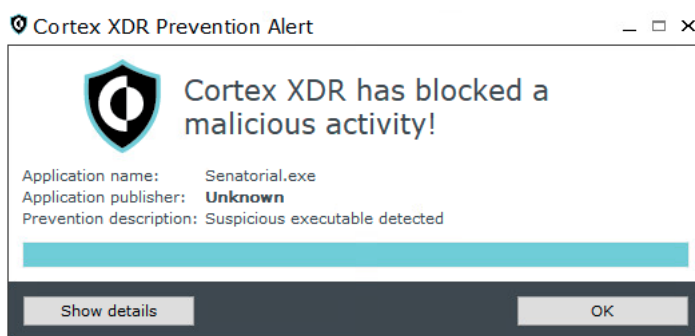 Cortex XDR Prevention Alert
Cortex XDR has blocked a
malicious activity!
Application name: Senatorial.exe
Application publisher: Unknown
Prevention description: Suspicious executable detected
Show details
OK